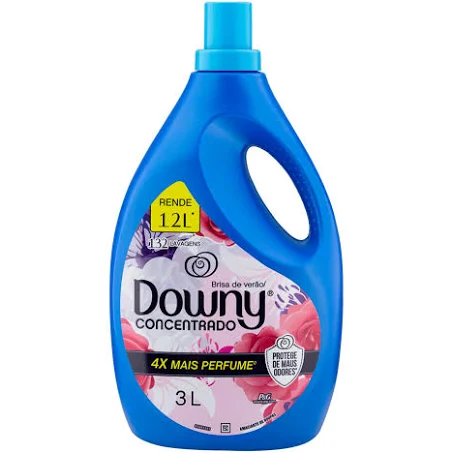 RENDE
12L*
132 LAVAGENS
Brisa de verão
Downy®
CONCENTRADO
4X MAIS PERFUME
PROTEGE
DE MAUS
ODORES
3 L
P&G